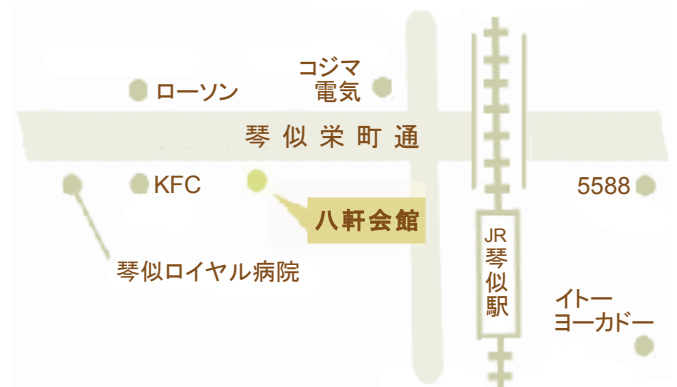 コジマ
電気
ローソン
琴似栄町通
KFC
5588
八軒会館
JR
琴似駅
琴似ロイヤル病院
イトー
ヨーカドー